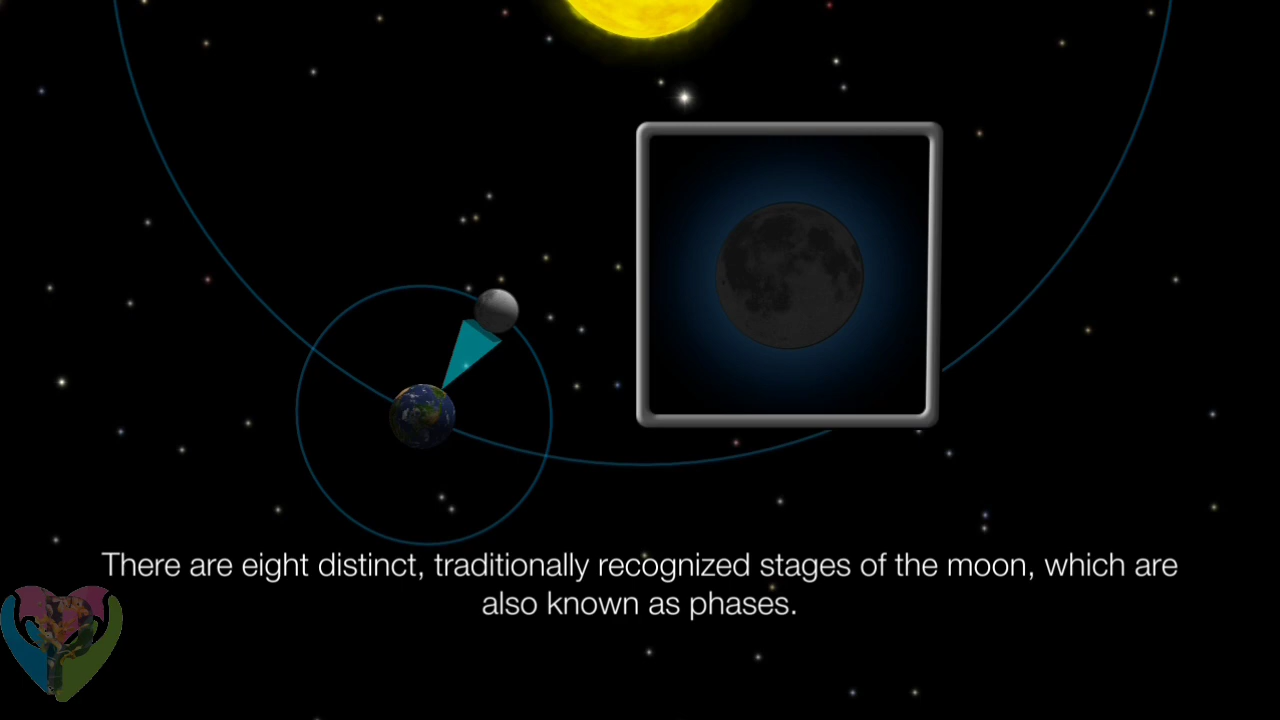 There are eight distinct, traditionally recognized stages of the moon, which are
also known as phases.